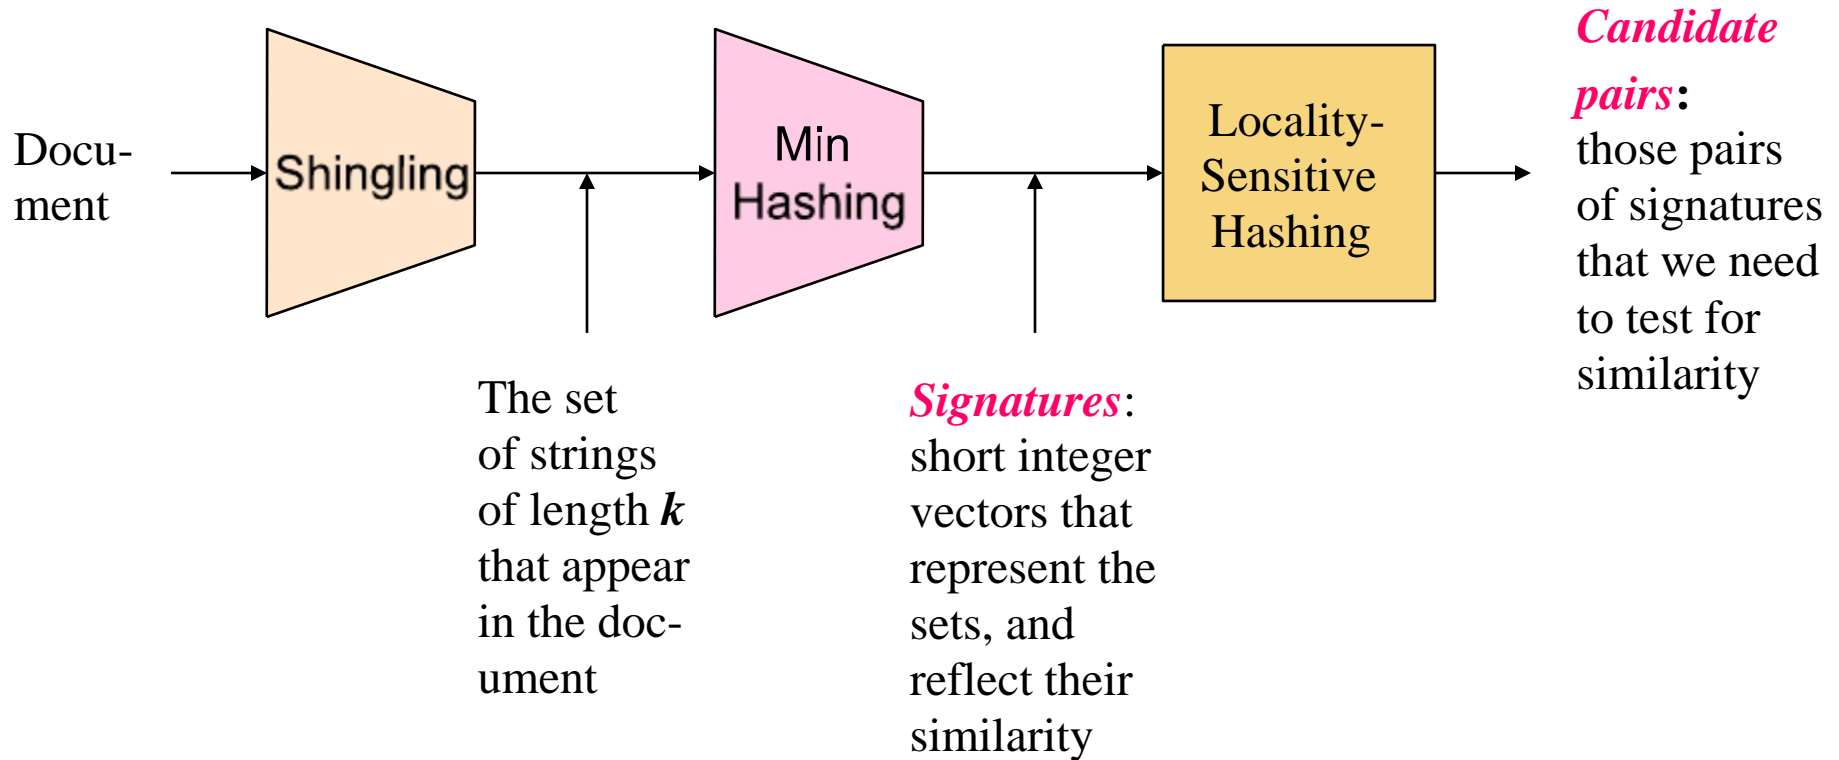 Docu-
ment
Shingling
The set
of strings
of length k
that appear
in the doc-
ument
Min
Hashing
Signatures:
short integer
vectors that
represent the
sets, and
reflect their
similarity
Locality-
Sensitive
Hashing
Candidate
pairs:
those pairs
of signatures
that we need
to test for
similarity